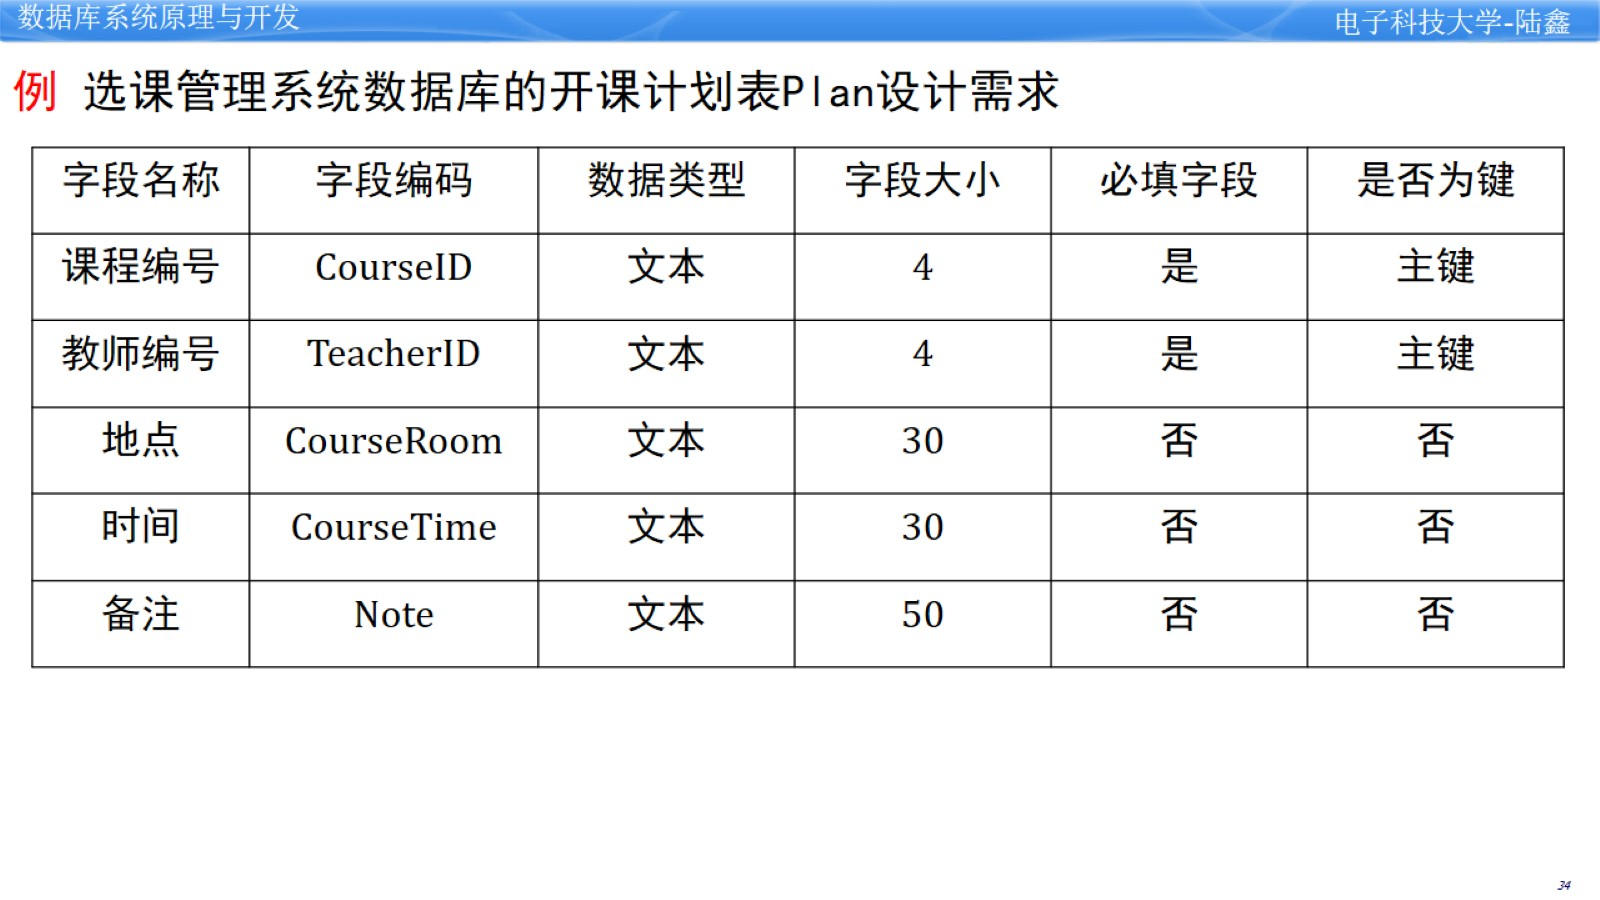 数据库系统原理与开发
电子科技大学-陆鑫
例 选课管理系统数据库的开课计划表Plan设计需求
字段名称 字段编码 数据类型 字段大小 必填字段 是否为键
课程编号 CourseID 文本 4 是 主键
教师编号 TeacherID 文本 4 是 主键
地点 CourseRoom 文本 30 否 否
时间 CourseTime 文本 30 否 否
备注 Note 文本 50 否 否
34